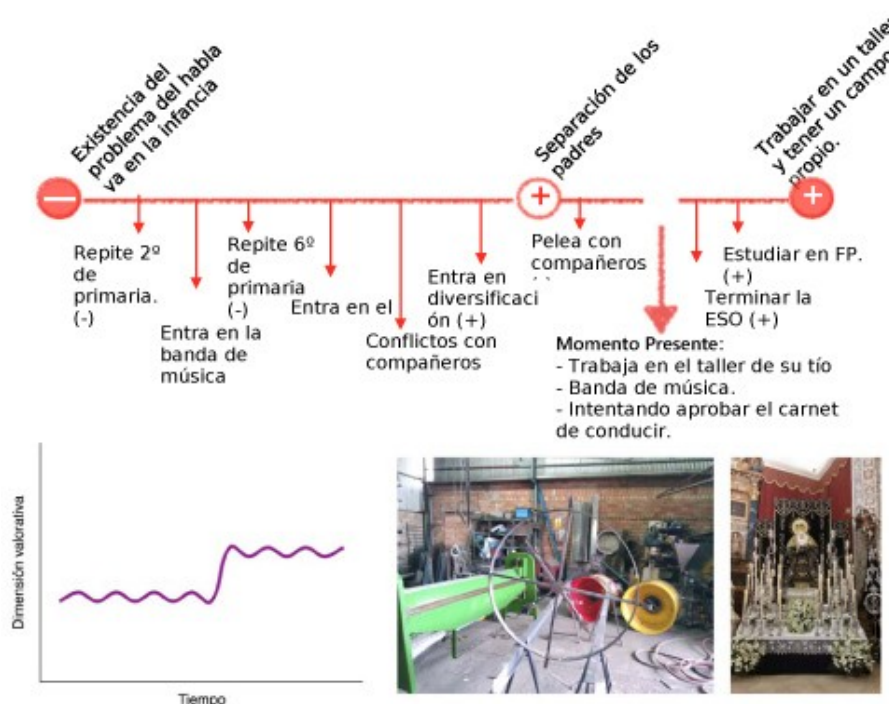 Existencia del
problema del habla
va en la infancia
Separación de los
padres
Trabajar en un taller
y tener un campo
propio.
Repite 2º
de
primaria.
(-)
Entra en la
banda de
música
Repite 6º
de
primaria
(-)
Entra en el
Conflictos con
compañeros
Entra en
diversificaci
ón (+)
Pelea con
compañeros
Momento Presente:
- Trabaja en el taller de su tío
- Banda de música.
- Intentando aprobar el carnet
de conducir.
Terminar la
ESO (+)
Estudiar en FP.
(+)
Dimensión valorativa
Tiempo